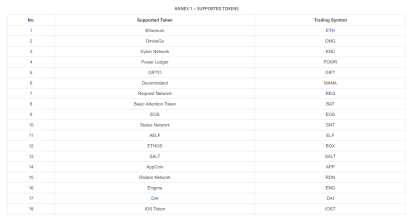 ANNEX 1 – SUPPORTED TOKENS
No. Supported Token Trading Symbol
1 Ethereum ETH
2 OmiseGo OMG
3 Kyber Network KNC
4 Power Ledger POWR
5 GIFTO GIFT
6 Decentraland MANA
7 Request Network REQ
8 Basic Attention Token BAT
9 EOS EOS
10 Status Network SNT
11 AELF ELF
12 ETHOS BQX
13 SALT SALT
14 AppCoin APP
15 Raiden Network RDN
16 Enigma ENG
17 DAI DAI
18 IOS Token IOST